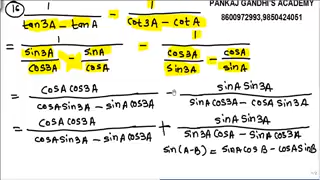 PANKAJ GANDHI'S ACADEMY
8600972993,9850424051
(16) 1/(tan3A - tanA) - 1/(cot3A - cotA)
= 1/(sin3A/cos3A - sinA/cosA) - 1/(cos3A/sin3A - cosA/sinA)
= cosA cos3A/(cosA sin3A - sinA cos3A) - sinA sin3A/(sinA cos3A - cosA sin3A)
= cosA cos3A/(cosA sin3A - sinA cos3A) + sinA sin3A/(sin3A cosA - sinA cos3A)
sin(A-B) = sinA cosB - cosA sinB